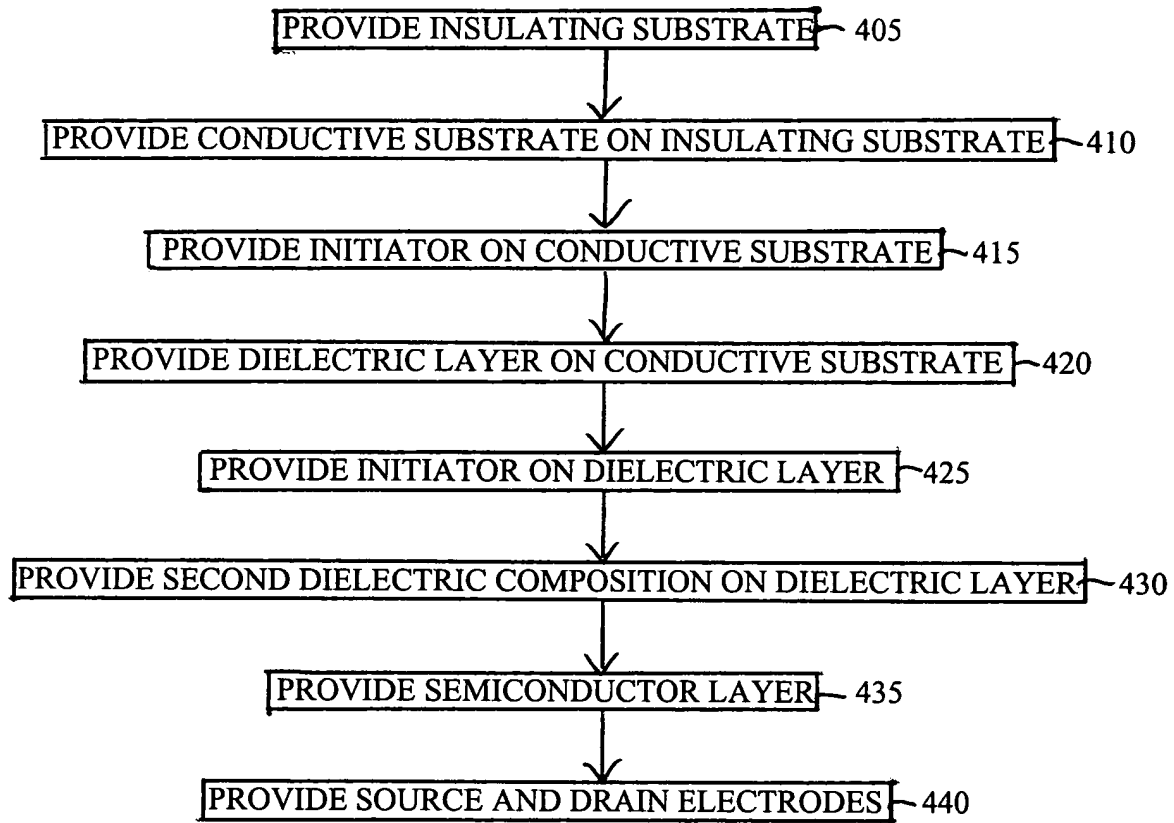 PROVIDE INSULATING SUBSTRATE 405
PROVIDE CONDUCTIVE SUBSTRATE ON INSULATING SUBSTRATE 410
PROVIDE INITIATOR ON CONDUCTIVE SUBSTRATE 415
PROVIDE DIELECTRIC LAYER ON CONDUCTIVE SUBSTRATE 420
PROVIDE INITIATOR ON DIELECTRIC LAYER 425
PROVIDE SECOND DIELECTRIC COMPOSITION ON DIELECTRIC LAYER 430
PROVIDE SEMICONDUCTOR LAYER 435
PROVIDE SOURCE AND DRAIN ELECTRODES 440